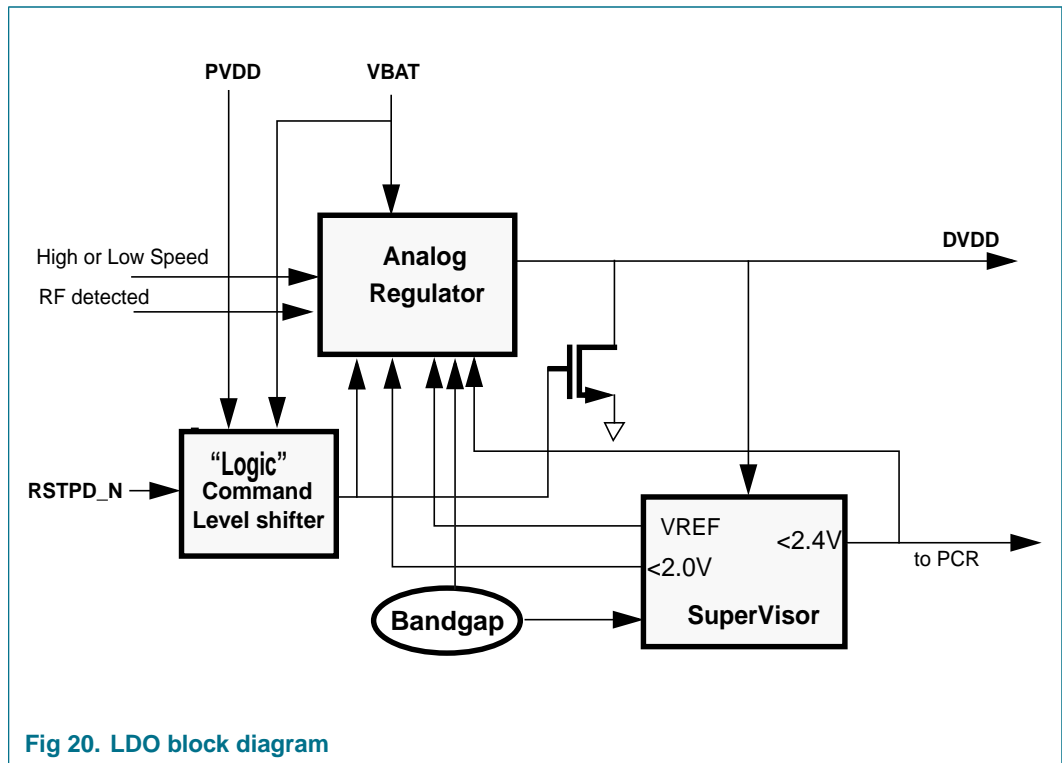 PVDD
VBAT
High or Low Speed
RF detected
Analog
Regulator
DVDD
RSTPD_N
“Logic”
Command
Level shifter
VREF
<2.4V
<2.0V
SuperVisor
to PCR
Bandgap
Fig 20. LDO block diagram